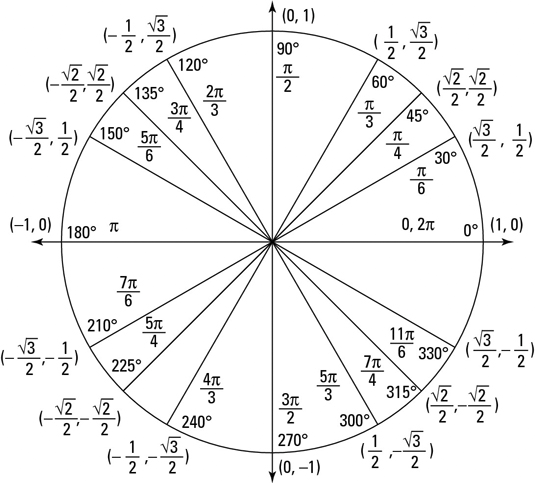 (0, 1)
(-1/2, √3/2)
(1/2, √3/2)
90°
π/2
120°
2π/3
60°
π/3
(-√2/2, √2/2)
(√2/2, √2/2)
135°
3π/4
45°
π/4
(-√3/2, 1/2)
(√3/2, 1/2)
150°
5π/6
30°
π/6
(-1, 0)
180° π
0, 2π 0°
(1, 0)
7π/6
210°
11π/6
330°
(-√3/2, -1/2)
(√3/2, -1/2)
5π/4
225°
7π/4
315°
(-√2/2, -√2/2)
(√2/2, -√2/2)
4π/3
240°
5π/3
300°
3π/2
270°
(-1/2, -√3/2)
(1/2, -√3/2)
(0, -1)